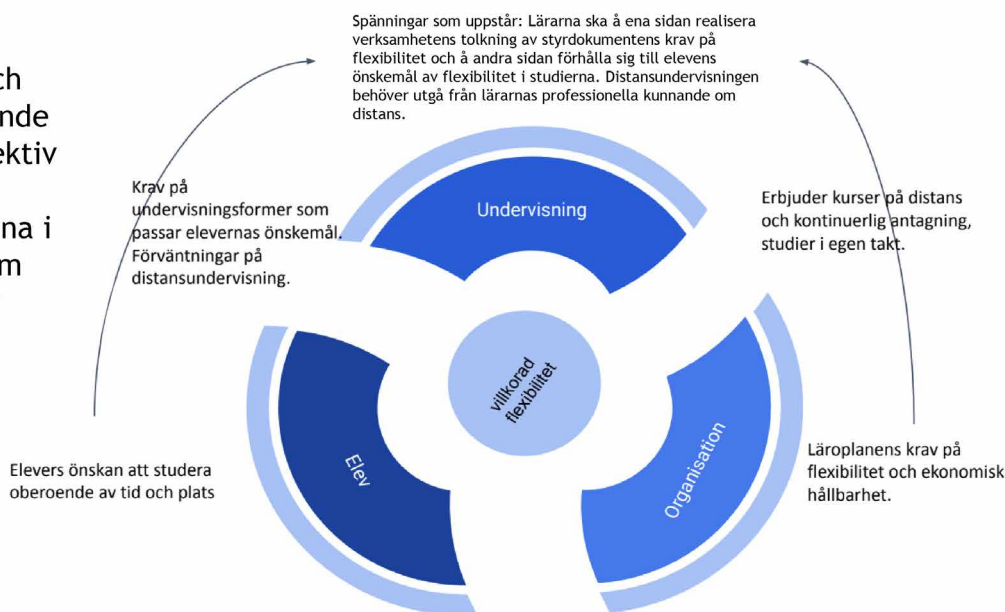 Spänningar som uppstår: Lärarna ska å ena sidan realisera
verksamhetens tolkning av styrdokumentens krav på
flexibilitet och å andra sidan förhålla sig till elevens
önskemål av flexibilitet i studierna. Distansundervisningen
behöver utgå från lärarnas professionella kunnande om
distans.
ch
nde
ektiv
na i
m
Krav på
undervisningsformer som
passar elevernas önskemål.
Förväntningar på
distansundervisning.
Undervisning
Erbjuder kurser på distans
och kontinuerlig antagning,
studier i egen takt.
villkorad
flexibilitet
Elev
Organisation
Elevers önskan att studera
oberoende av tid och plats
Läroplanens krav på
flexibilitet och ekonomisk
hållbarhet.